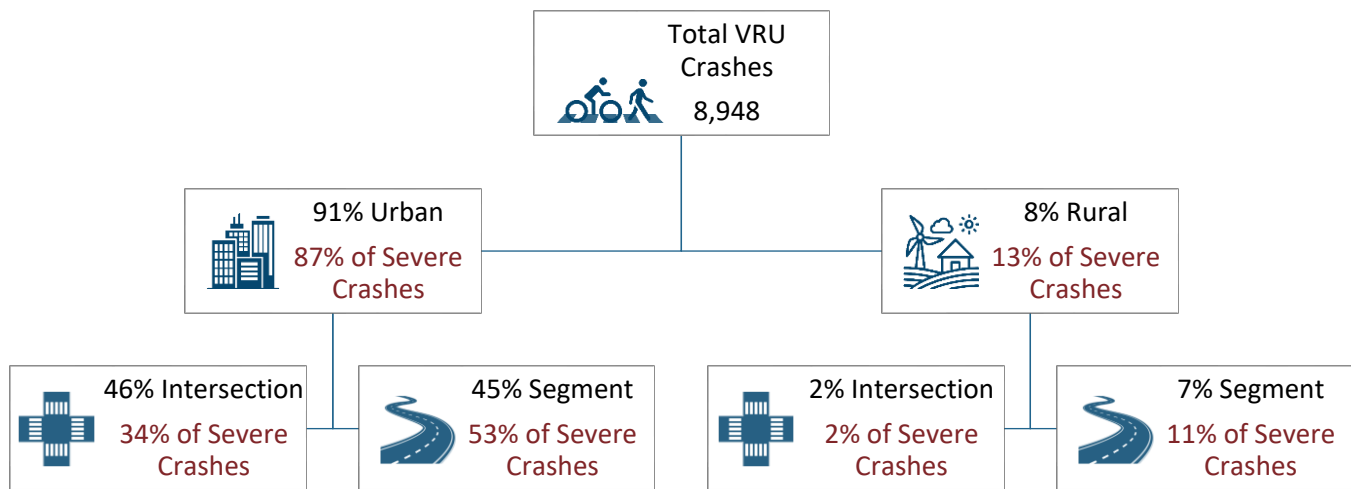 Total VRU
Crashes
8,948
91% Urban
87% of Severe
Crashes
8% Rural
13% of Severe
Crashes
46% Intersection
34% of Severe
Crashes
45% Segment
53% of Severe
Crashes
2% Intersection
2% of Severe
Crashes
7% Segment
11% of Severe
Crashes